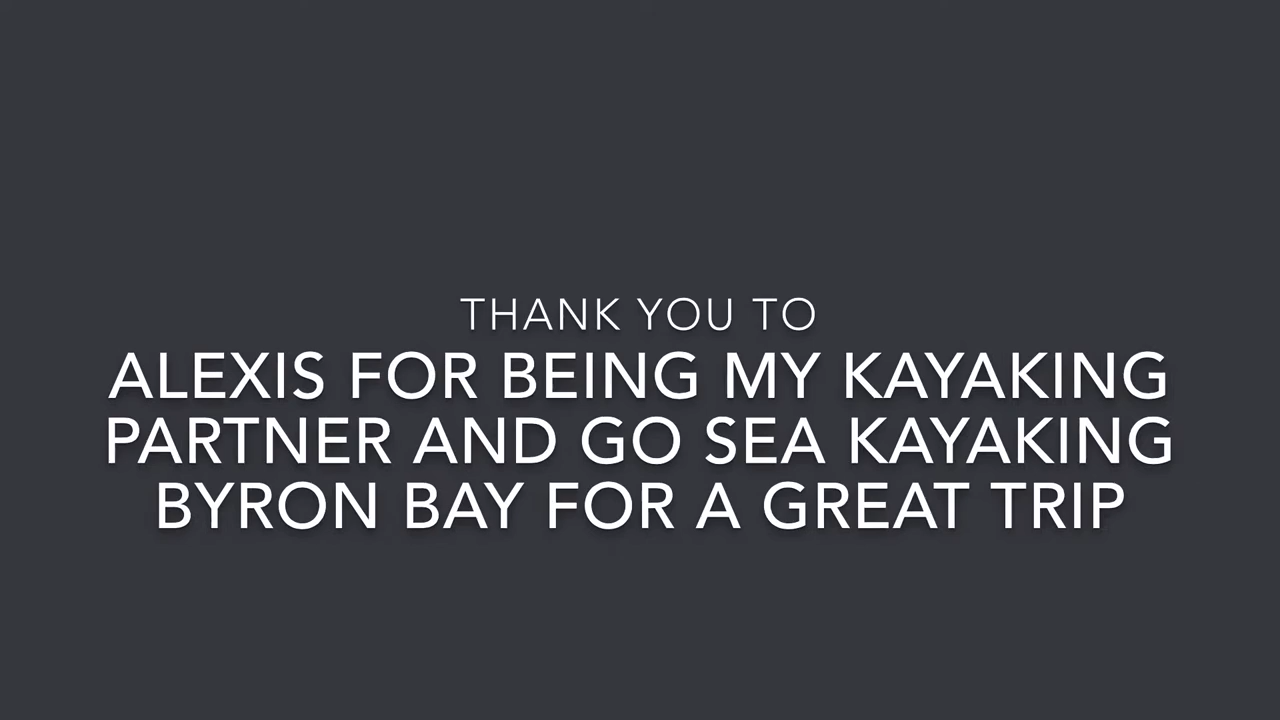 THANK YOU TO
ALEXIS FOR BEING MY KAYAKING
PARTNER AND GO SEA KAYAKING
BYRON BAY FOR A GREAT TRIP